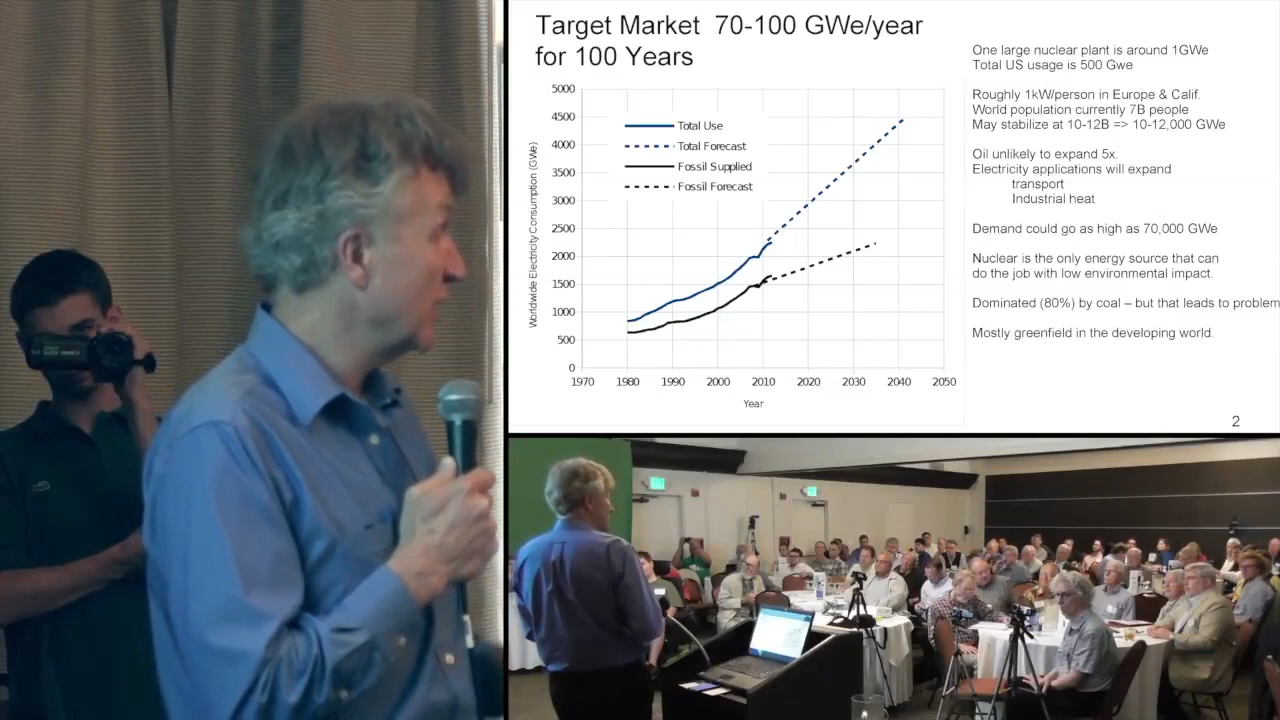 Target Market 70-100 GWe/year
for 100 Years
One large nuclear plant is around 1GWe
Total US usage is 500 Gwe
Roughly 1kW/person in Europe & Calif.
World population currently 7B people
May stabilize at 10-12B => 10-12,000 GWe
Oil unlikely to expand 5x.
Electricity applications will expand
transport
Industrial heat
Demand could go as high as 70,000 GWe
Nuclear is the only energy source that can
do the job with low environmental impact.
Dominated (80%) by coal – but that leads to problem
Mostly greenfield in the developing world.
Worldwide Electricity Consumption (GWe)
5000
4500
4000
3500
3000
2500
2000
1500
1000
500
0
Total Use
Total Forecast
Fossil Supplied
Fossil Forecast
1970 1980 1990 2000 2010 2020 2030 2040 2050
Year
2